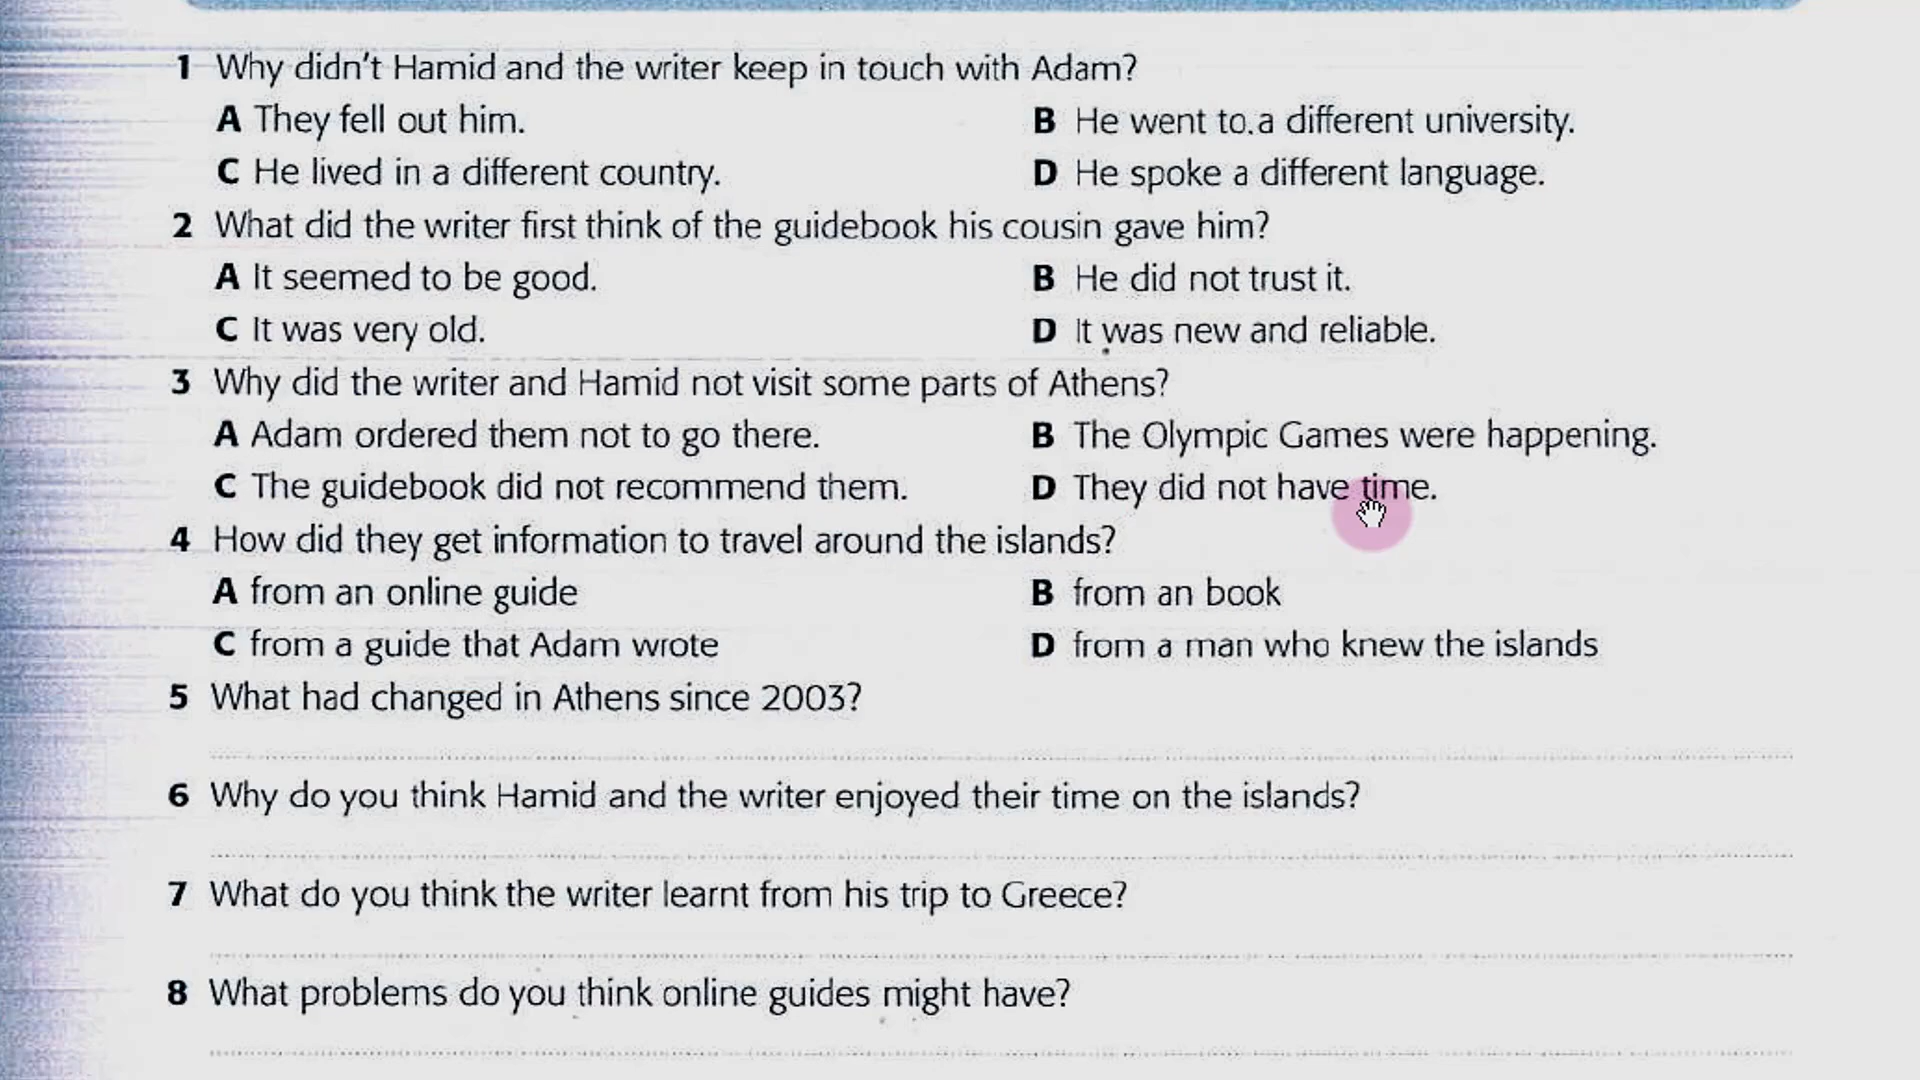 1 Why didn't Hamid and the writer keep in touch with Adam?
A They fell out him. B He went to.a different university.
C He lived in a different country. D He spoke a different language.
2 What did the writer first think of the guidebook his cousin gave him?
A It seemed to be good. B He did not trust it.
C It was very old. D It was new and reliable.
3 Why did the writer and Hamid not visit some parts of Athens?
A Adam ordered them not to go there. B The Olympic Games were happening.
C The guidebook did not recommend them. D They did not have time.
4 How did they get information to travel around the islands?
A from an online guide B from an book
C from a guide that Adam wrote D from a man who knew the islands
5 What had changed in Athens since 2003?
6 Why do you think Hamid and the writer enjoyed their time on the islands?
7 What do you think the writer learnt from his trip to Greece?
8 What problems do you think online guides might have?